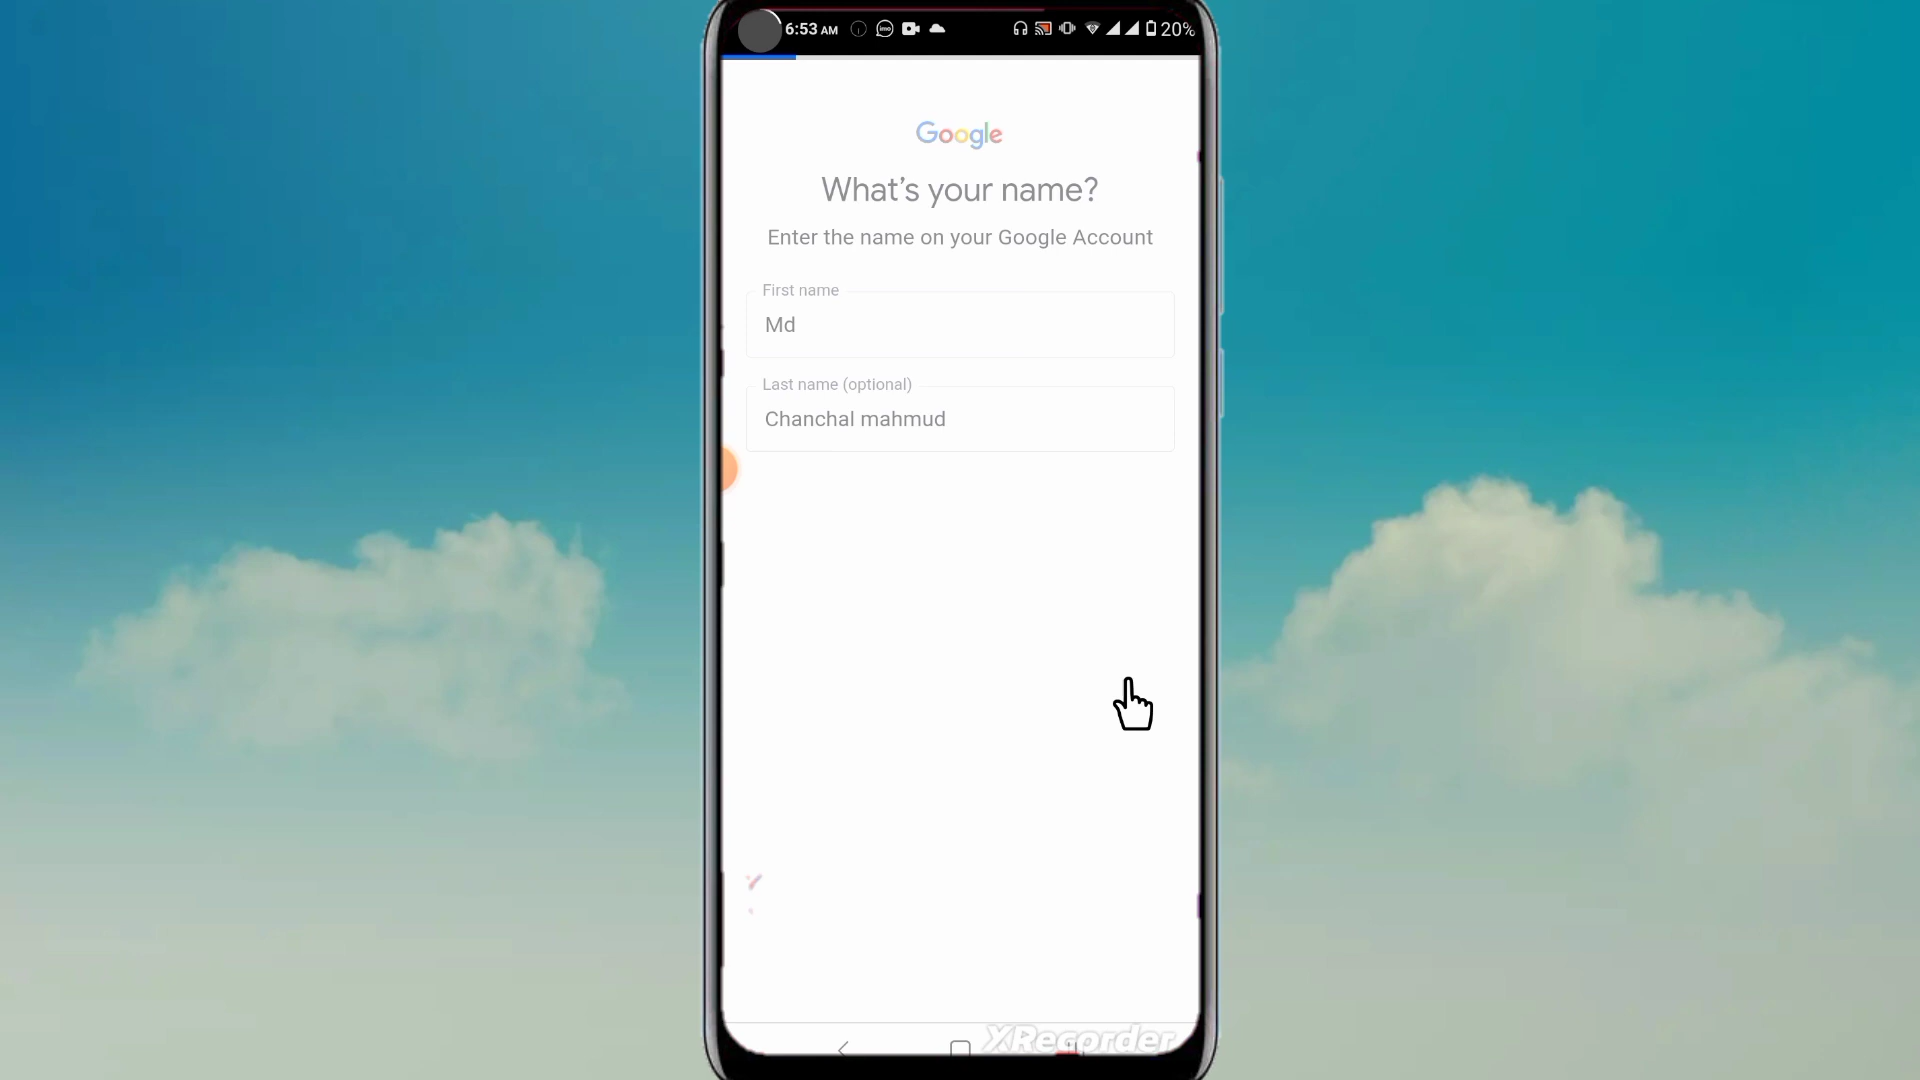 6:53 AM
imo
20%
Google
What's your name?
Enter the name on your Google Account
First name
Md
Last name (optional)
Chanchal mahmud
XRecorder